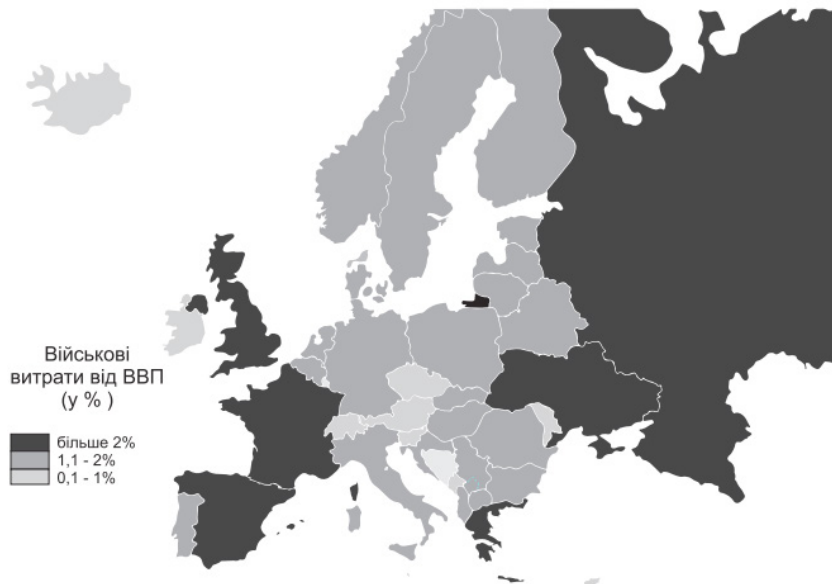 Військові
витрати від ВВП
(у % )
більше 2%
1,1 - 2%
0,1 - 1%